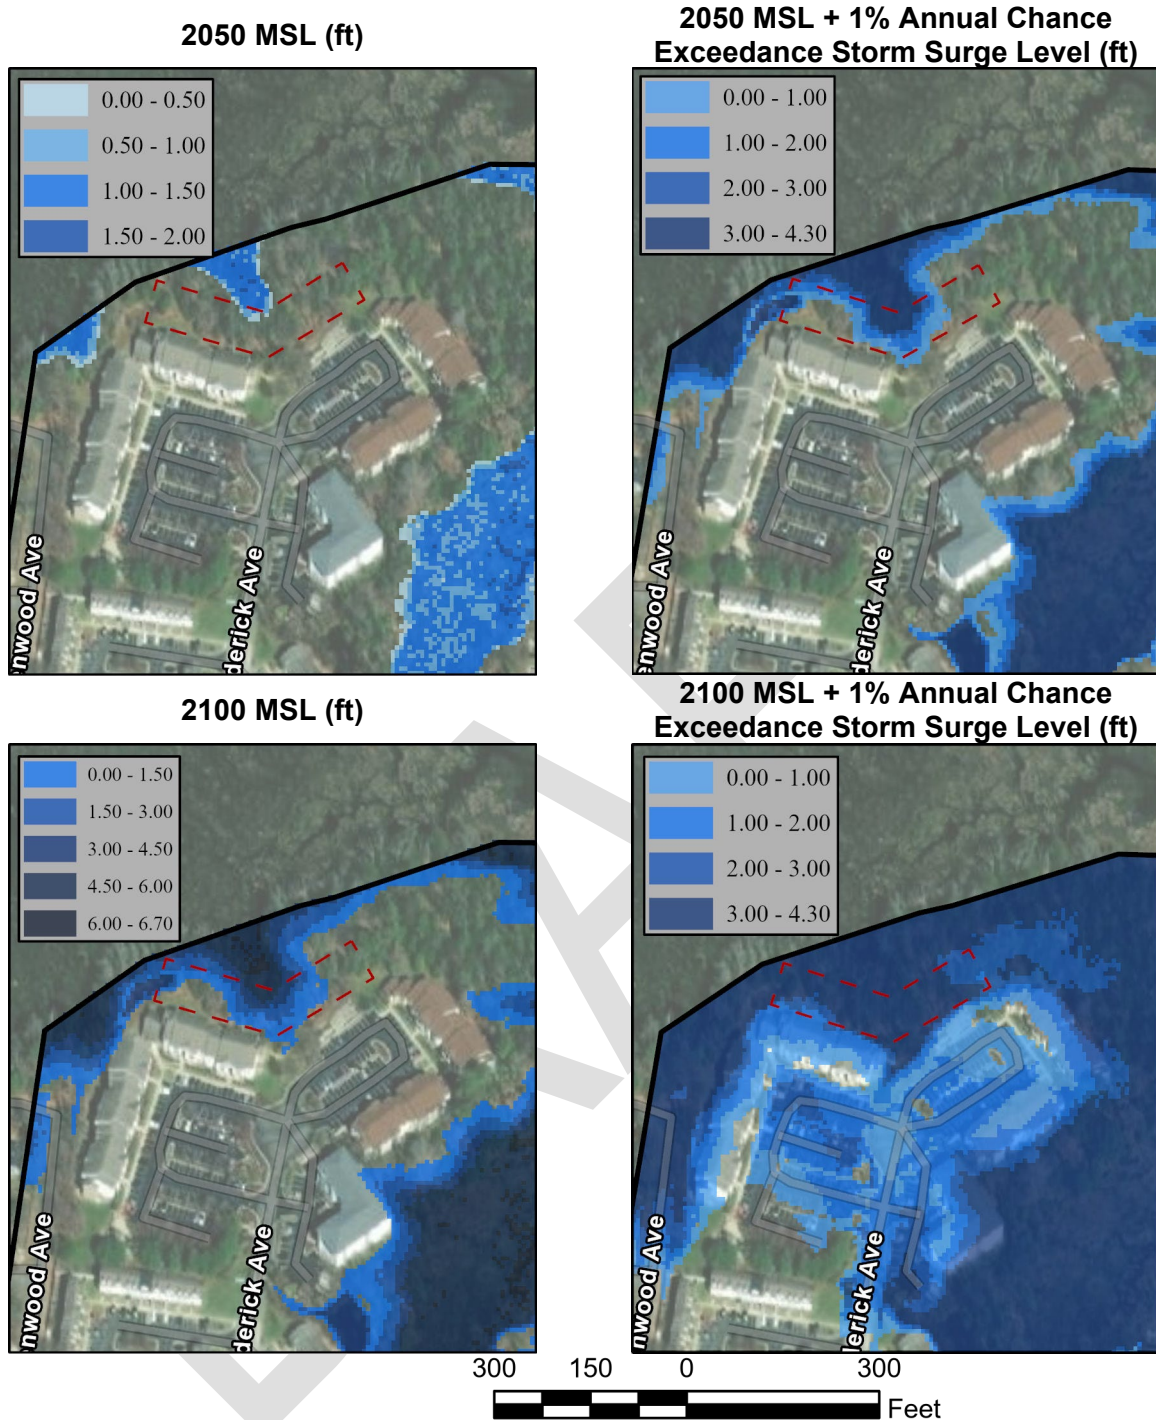 2050 MSL (ft)
0.00 - 0.50
0.50 - 1.00
1.00 - 1.50
1.50 - 2.00
enwood Ave
derick Ave
2050 MSL + 1% Annual Chance
Exceedance Storm Surge Level (ft)
0.00 - 1.00
1.00 - 2.00
2.00 - 3.00
3.00 - 4.30
enwood Ave
derick Ave
2100 MSL (ft)
0.00 - 1.50
1.50 - 3.00
3.00 - 4.50
4.50 - 6.00
6.00 - 6.70
nwood Ave
derick Ave
2100 MSL + 1% Annual Chance
Exceedance Storm Surge Level (ft)
0.00 - 1.00
1.00 - 2.00
2.00 - 3.00
3.00 - 4.30
nwood Ave
derick Ave
300 150 0 300
Feet